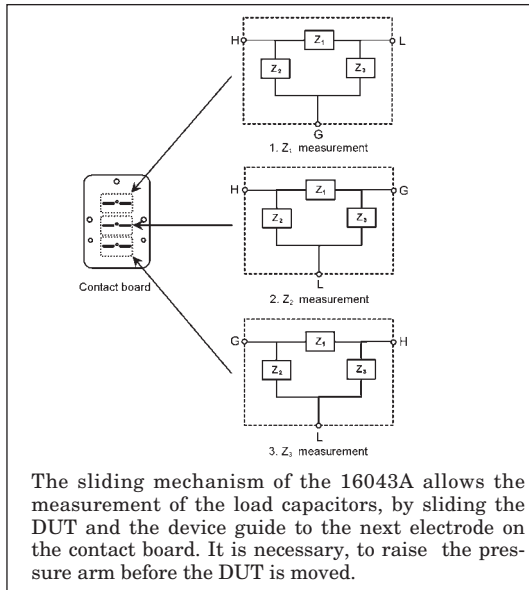 H
Z1
L
Z2
Z3
G
1. Z1 measurement
H
Z1
G
Z2
Z3
L
2. Z2 measurement
Contact board
G
Z1
H
Z2
Z3
L
3. Z3 measurement
The sliding mechanism of the 16043A allows the
measurement of the load capacitors, by sliding the
DUT and the device guide to the next electrode on
the contact board. It is necessary, to raise the pres-
sure arm before the DUT is moved.